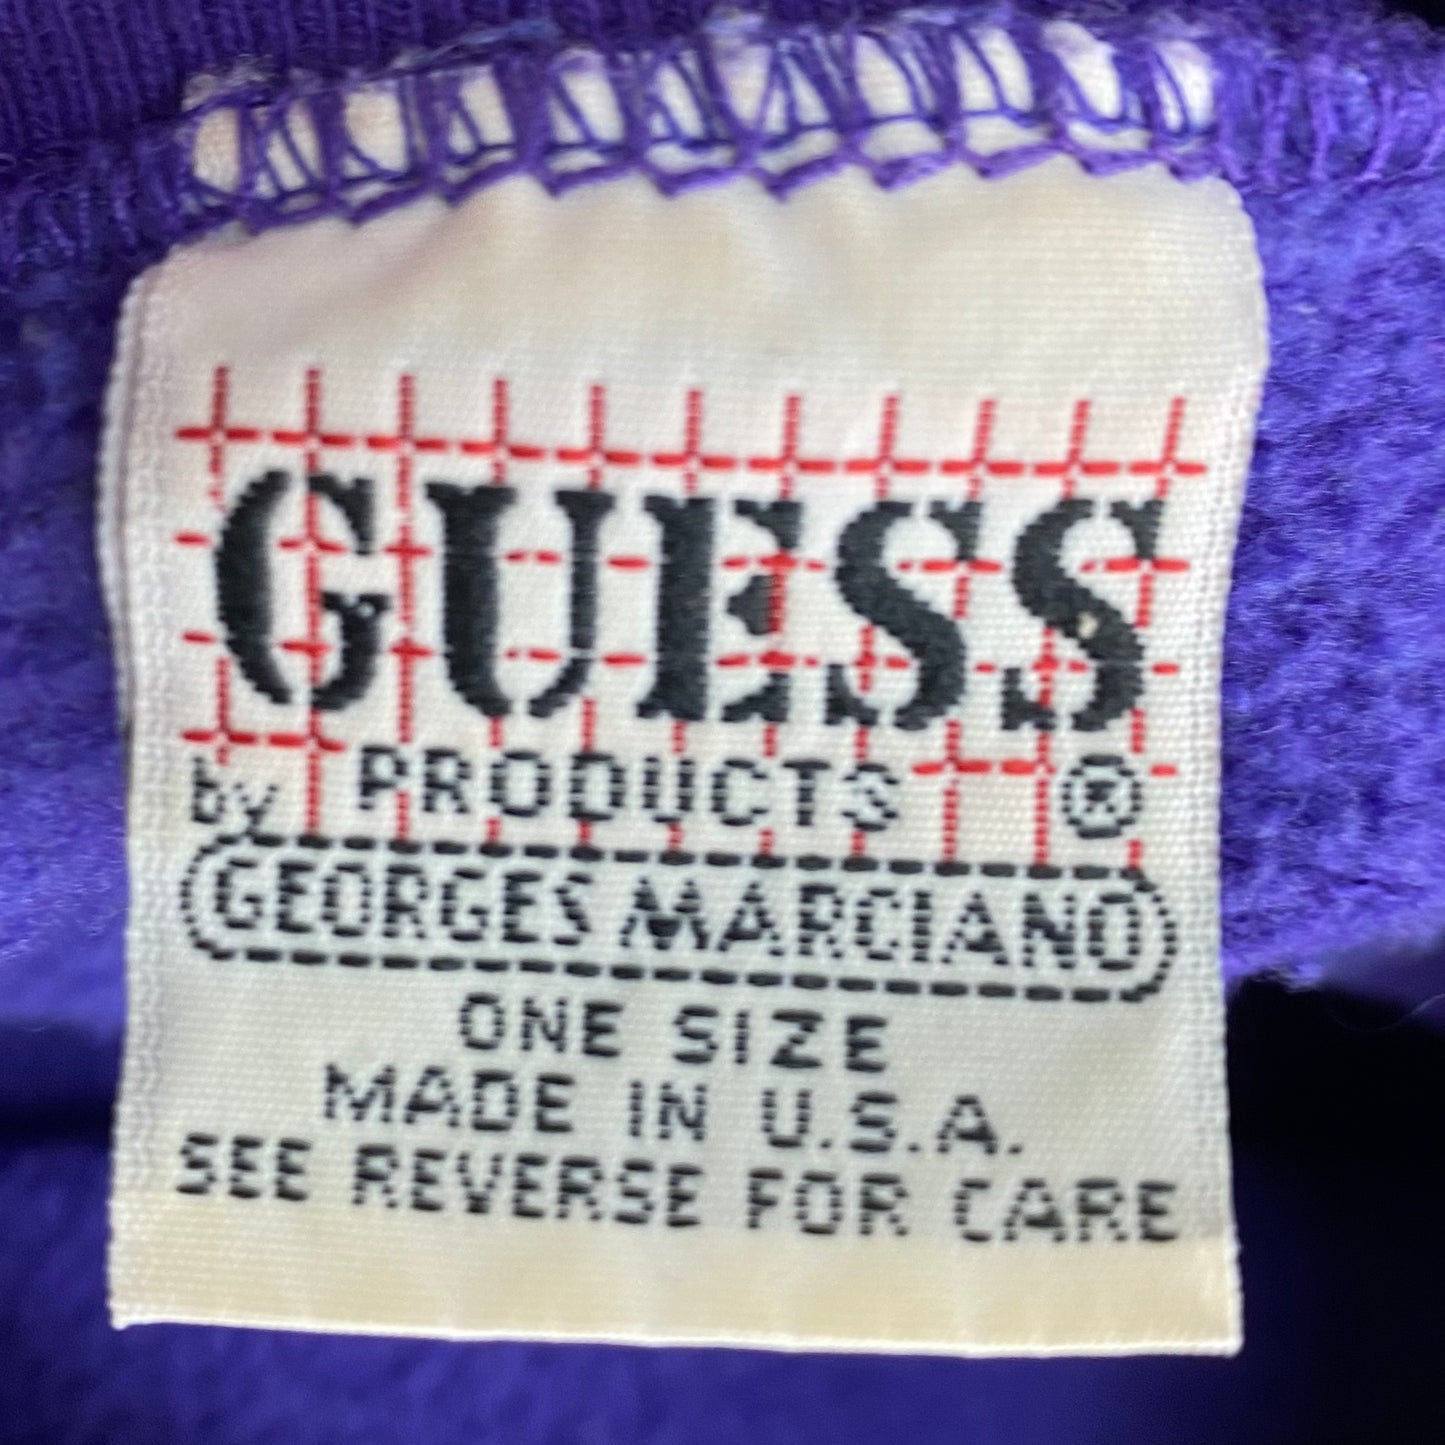 GUESS
by PRODUCTS ®
GEORGES MARCIANO
ONE SIZE
MADE IN U.S.A.
SEE REVERSE FOR CARE